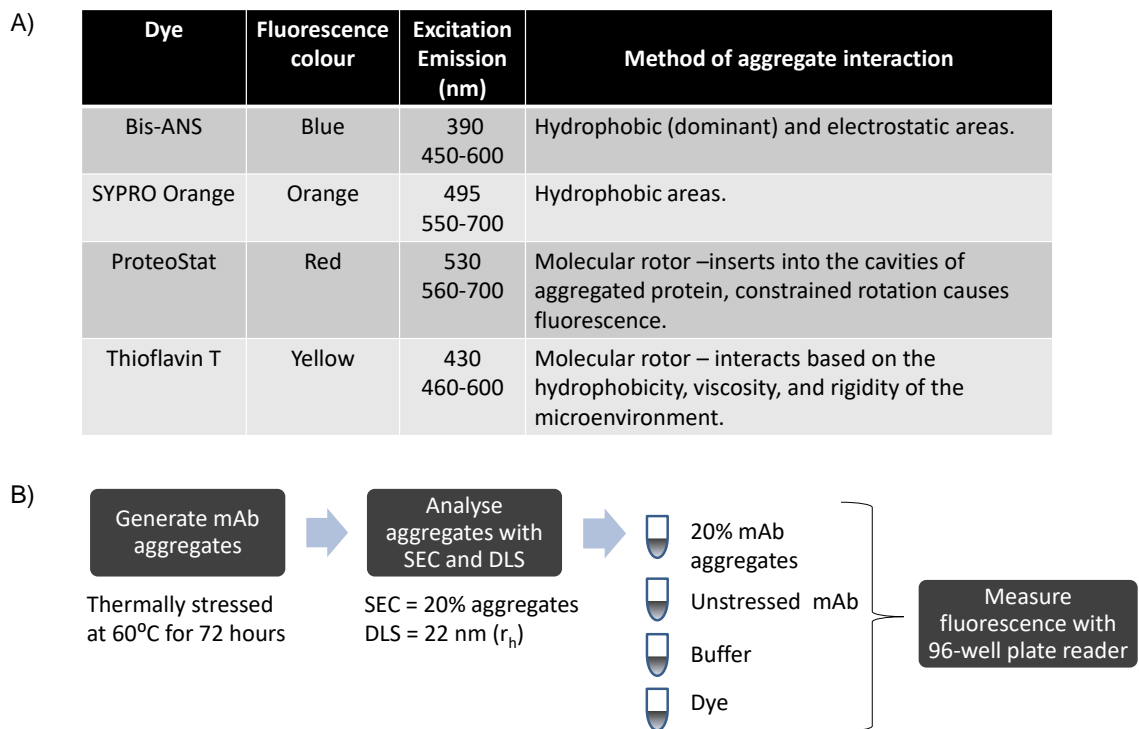 A)
Dye
Fluorescence
colour
Excitation
Emission
(nm)
Method of aggregate interaction
Bis-ANS
Blue
390
450-600
Hydrophobic (dominant) and electrostatic areas.
SYPRO Orange
Orange
495
550-700
Hydrophobic areas.
ProteoStat
Red
530
560-700
Molecular rotor –inserts into the cavities of
aggregated protein, constrained rotation causes
fluorescence.
Thioflavin T
Yellow
430
460-600
Molecular rotor – interacts based on the
hydrophobicity, viscosity, and rigidity of the
microenvironment.
B)
Generate mAb
aggregates
Thermally stressed
at 60⁰C for 72 hours
Analyse
aggregates with
SEC and DLS
SEC = 20% aggregates
DLS = 22 nm (rh)
20% mAb
aggregates
Unstressed mAb
Buffer
Dye
Measure
fluorescence with
96-well plate reader